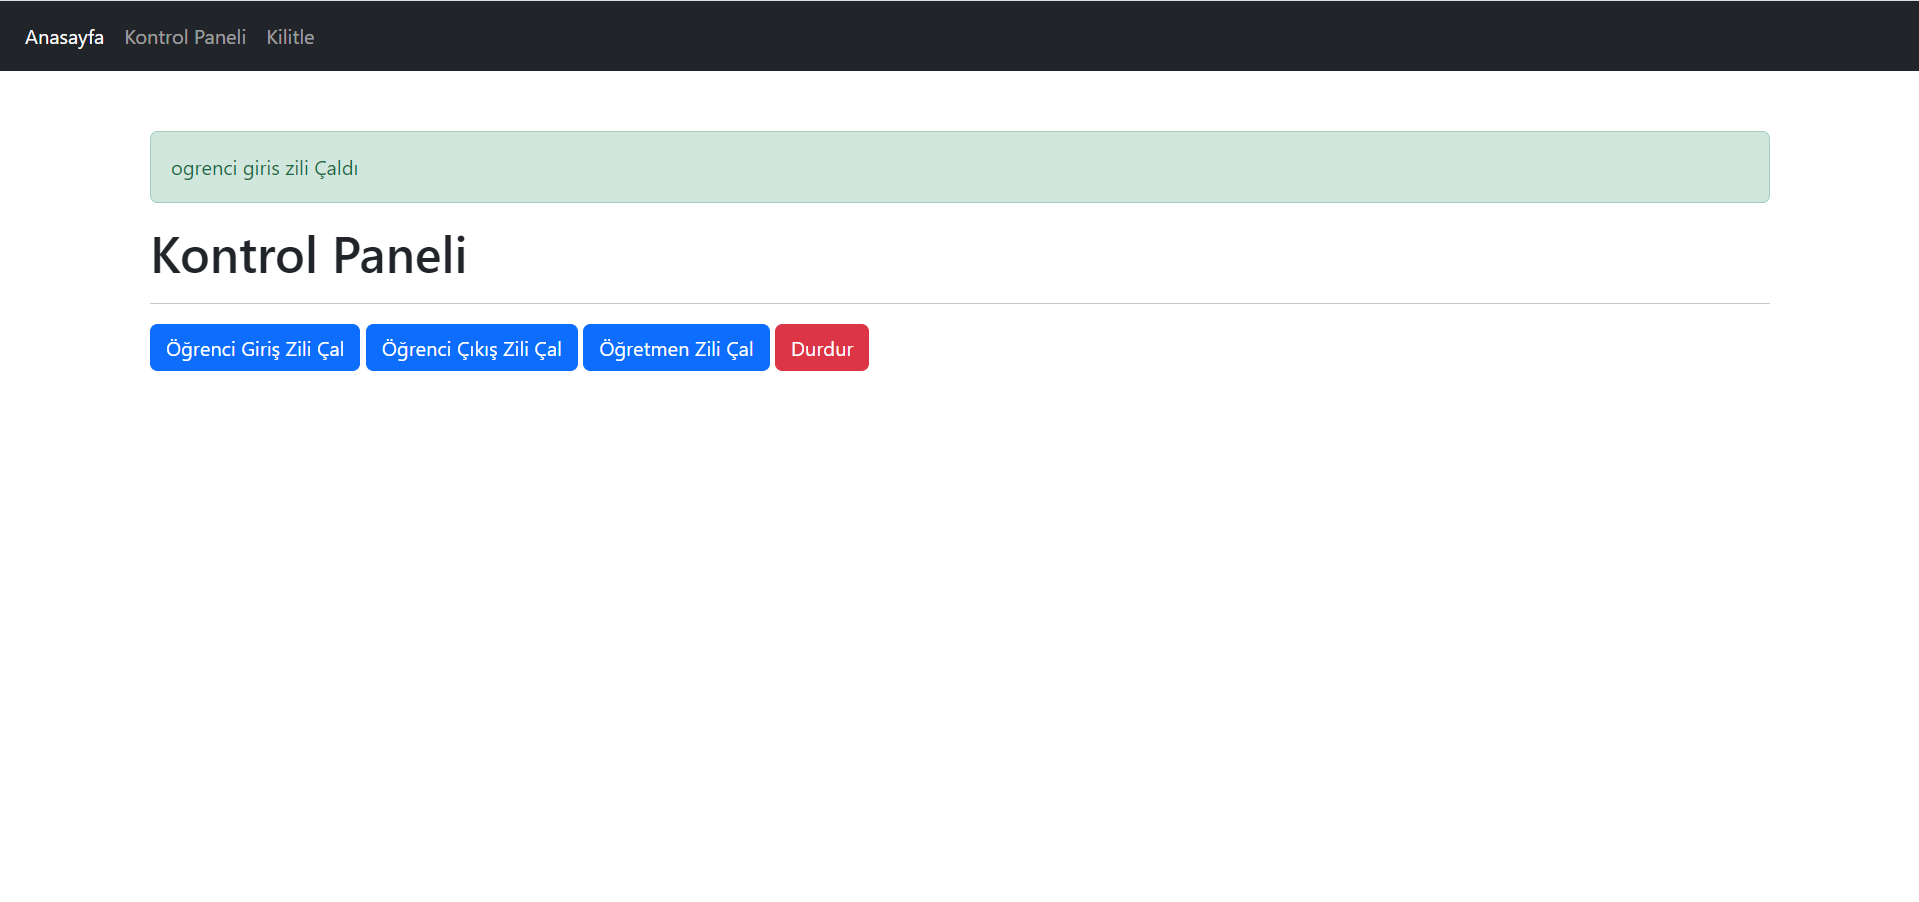 Anasayfa Kontrol Paneli Kilitle
ogrenci giris zili Çaldı
Kontrol Paneli
Öğrenci Giriş Zili Çal Öğrenci Çıkış Zili Çal Öğretmen Zili Çal Durdur